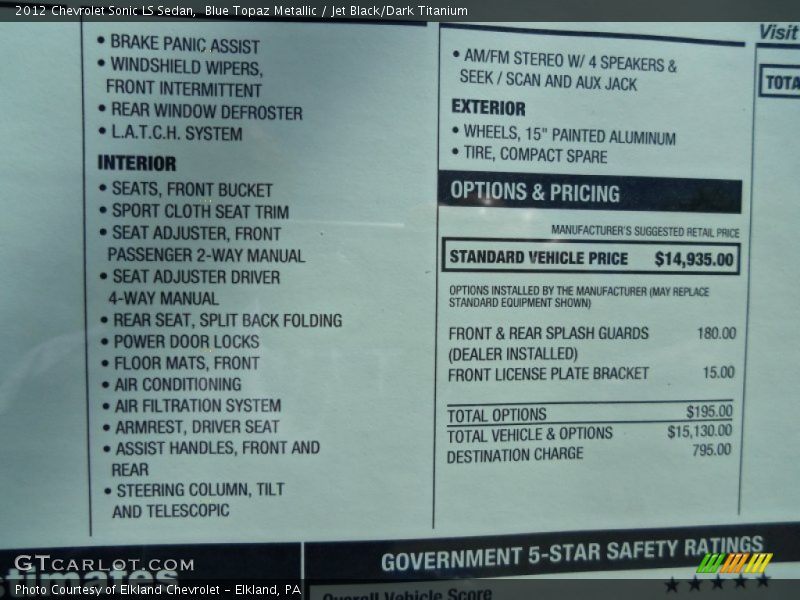 2012 Chevrolet Sonic LS Sedan,  Blue Topaz Metallic / Jet Black/Dark Titanium
• BRAKE PANIC ASSIST
• WINDSHIELD WIPERS,
FRONT INTERMITTENT
• REAR WINDOW DEFROSTER
• L.A.T.C.H. SYSTEM
INTERIOR
• SEATS, FRONT BUCKET
• SPORT CLOTH SEAT TRIM
• SEAT ADJUSTER, FRONT
PASSENGER 2-WAY MANUAL
• SEAT ADJUSTER DRIVER
4-WAY MANUAL
• REAR SEAT, SPLIT BACK FOLDING
• POWER DOOR LOCKS
• FLOOR MATS, FRONT
• AIR CONDITIONING
• AIR FILTRATION SYSTEM
• ARMREST, DRIVER SEAT
• ASSIST HANDLES, FRONT AND
REAR
• STEERING COLUMN, TILT
AND TELESCOPIC
• AM/FM STEREO W/ 4 SPEAKERS &
SEEK / SCAN AND AUX JACK
EXTERIOR
• WHEELS, 15" PAINTED ALUMINUM
• TIRE, COMPACT SPARE
OPTIONS & PRICING
MANUFACTURER'S SUGGESTED RETAIL PRICE
STANDARD VEHICLE PRICE $14,935.00
OPTIONS INSTALLED BY THE MANUFACTURER (MAY REPLACE
STANDARD EQUIPMENT SHOWN)
FRONT & REAR SPLASH GUARDS 180.00
(DEALER INSTALLED)
FRONT LICENSE PLATE BRACKET 15.00
TOTAL OPTIONS $195.00
TOTAL VEHICLE & OPTIONS $15,130.00
DESTINATION CHARGE 795.00
Visit
TOTA
GOVERNMENT 5-STAR SAFETY RATINGS
Overall Vehicle Score
GTcarlot.com
Photo Courtesy of Elkland Chevrolet - Elkland, PA